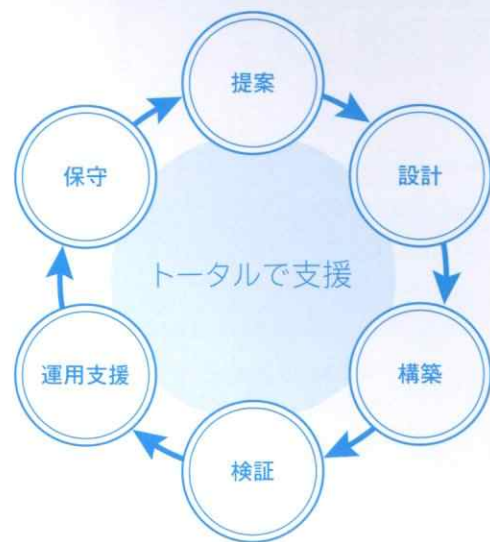 提案
設計
構築
検証
運用支援
保守
トータルで支援